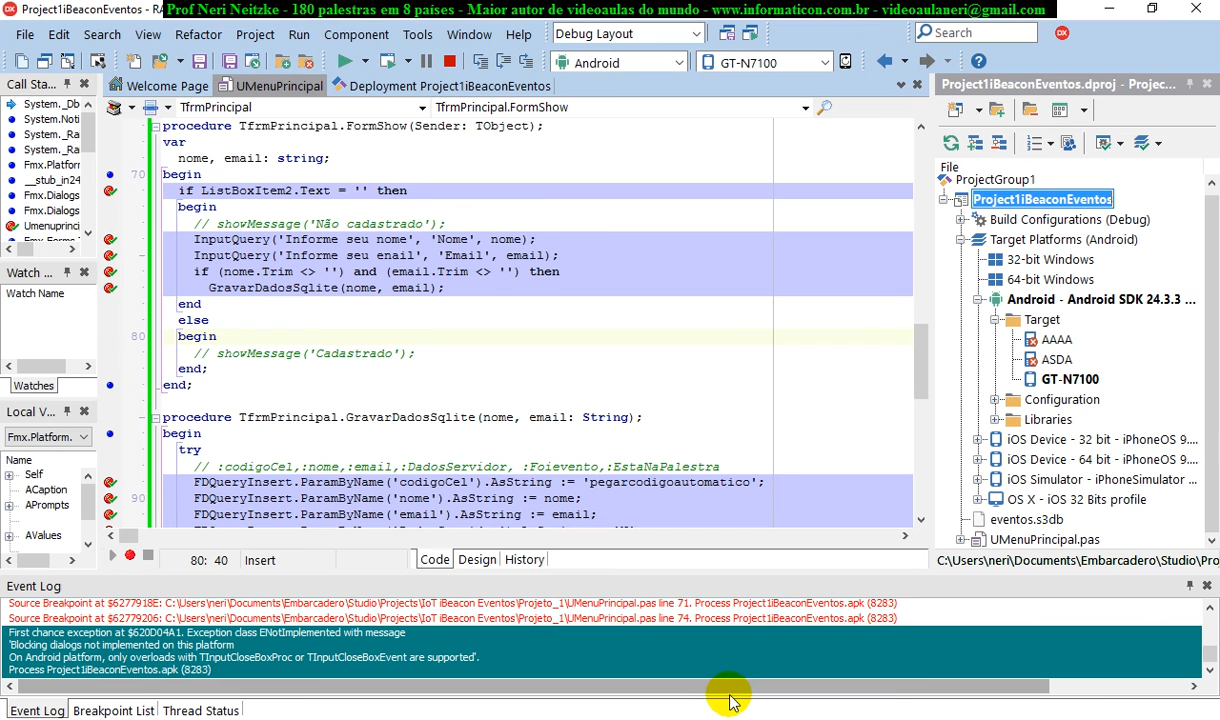 Project1iBeaconEventos - RA
Prof Neri Neitzke - 180 palestras em 8 países - Maior autor de videoaulas do mundo - www.informaticon.com.br - videoaulaneri@gmail.com
File Edit Search View Refactor Project Run Component Tools Window Help
Debug Layout
Search
DX
Android
GT-N7100
Call Sta...
Welcome Page
UMenuPrincipal
Deployment Project1iBeaconEventos
Project1iBeaconEventos.dproj - Projec...
TfrmPrincipal
TfrmPrincipal.FormShow
System._Db
System.Noti
System._Ra
System._Ra
Fmx.Platforr
__stub_in24
Fmx.Dialogs
Fmx.Dialogs
Umenuprinci
Watch ...
Watch Name
Watches
Local V...
Fmx.Platform.
Name
Self
ACaption
APrompts
AValues
procedure TfrmPrincipal.FormShow(Sender: TObject);
var
nome, email: string;
70
begin
if ListBoxItem2.Text = '' then
begin
// showMessage('Não cadastrado');
InputQuery('Informe seu nome', 'Nome', nome);
InputQuery('Informe seu enail', 'Email', email);
if (nome.Trim <> '') and (email.Trim <> '') then
GravarDadosSqlite(nome, email);
end
else
80
begin
// showMessage('Cadastrado');
end;
end;
procedure TfrmPrincipal.GravarDadosSqlite(nome, email: String);
begin
try
// :codigoCel,:nome,:email,:DadosServidor, :Foievento,:EstaNaPalestra
FDQueryInsert.ParamByName('codigoCel').AsString := 'pegarcodigoautomatico';
90
FDQueryInsert.ParamByName('nome').AsString := nome;
FDQueryInsert.ParamByName('email').AsString := email;
80: 40
Insert
Code
Design
History
File
ProjectGroup1
Project1iBeaconEventos
Build Configurations (Debug)
Target Platforms (Android)
32-bit Windows
64-bit Windows
Android - Android SDK 24.3.3 ...
Target
AAAA
ASDA
GT-N7100
Configuration
Libraries
iOS Device - 32 bit - iPhoneOS 9....
iOS Device - 64 bit - iPhoneOS 9....
iOS Simulator - iPhoneSimulator ...
OS X - iOS 32 Bits profile
eventos.s3db
UMenuPrincipal.pas
C:\Users\neri\Documents\Embarcadero\Studio\Pro
Event Log
Source Breakpoint at $6277918E: C:\Users\neri\Documents\Embarcadero\Studio\Projects\IoT iBeacon Eventos\Projeto_1\UMenuPrincipal.pas line 71. Process Project1iBeaconEventos.apk (8283)
Source Breakpoint at $62779206: C:\Users\neri\Documents\Embarcadero\Studio\Projects\IoT iBeacon Eventos\Projeto_1\UMenuPrincipal.pas line 74. Process Project1iBeaconEventos.apk (8283)
First chance exception at $620D04A1. Exception class ENotImplemented with message
'Blocking dialogs not implemented on this platform
On Android platform, only overloads with TInputCloseBoxProc or TInputCloseBoxEvent are supported'.
Process Project1iBeaconEventos.apk (8283)
Event Log
Breakpoint List
Thread Status